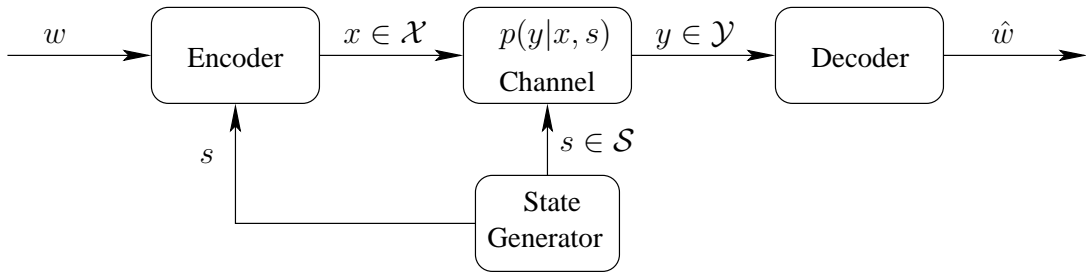 w
Encoder
x ∈ 𝒳
p(y|x, s)
Channel
y ∈ 𝒴
Decoder
ŵ
s
s ∈ 𝒮
State
Generator